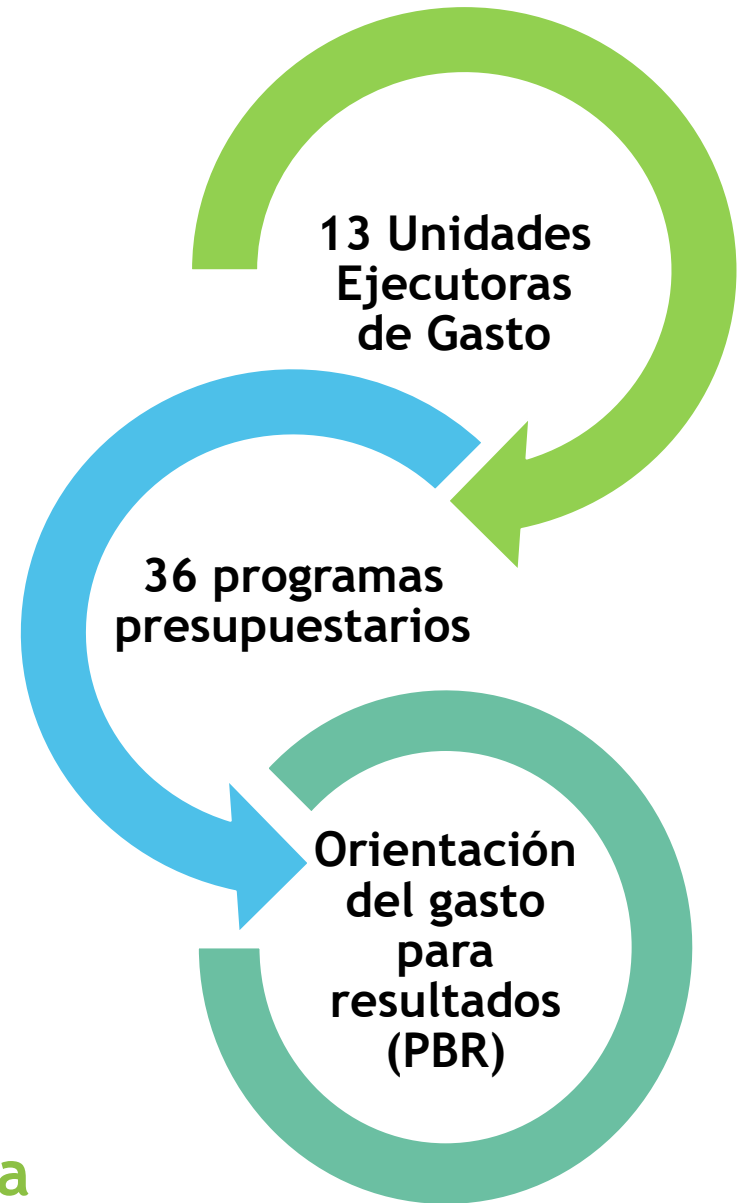 13 Unidades
Ejecutoras
de Gasto
36 programas
presupuestarios
Orientación
del gasto
para
resultados
(PBR)
a